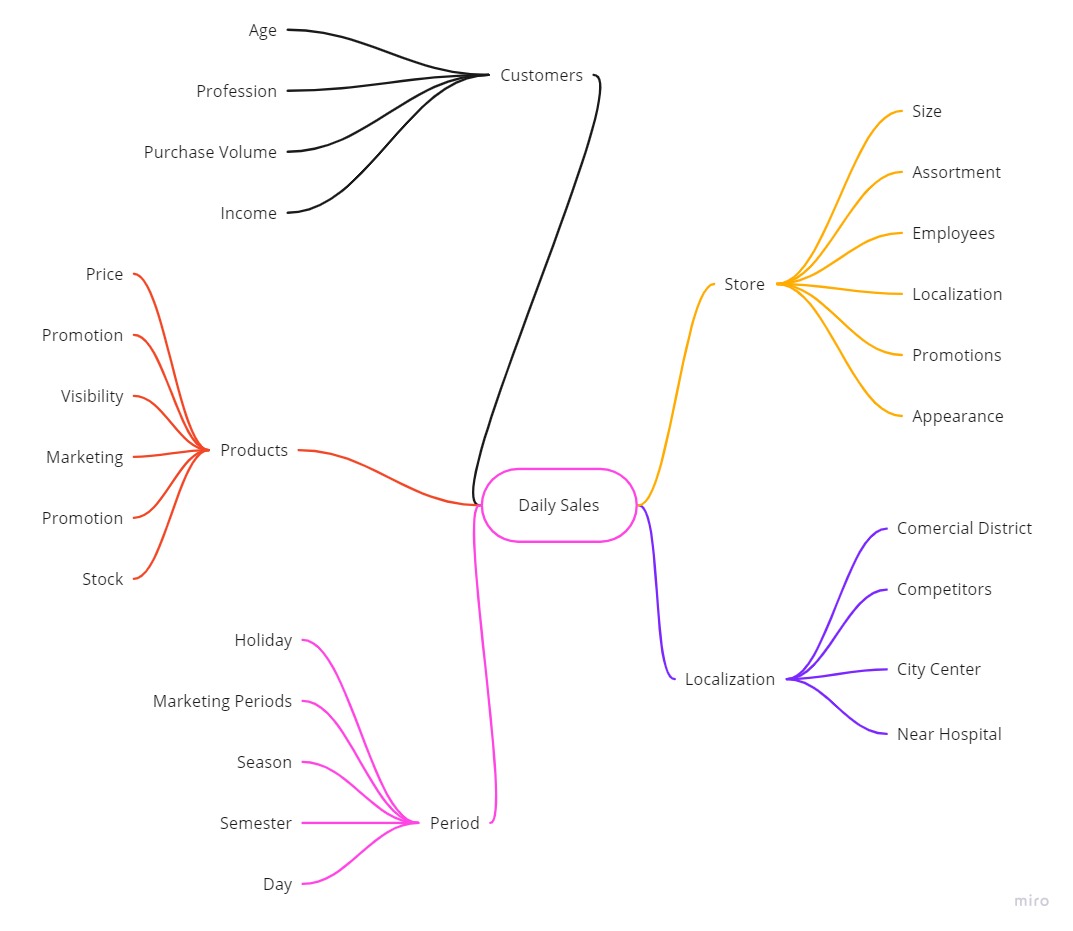 Customers
Age
Profession
Purchase Volume
Income
Products
Price
Promotion
Visibility
Marketing
Promotion
Stock
Daily Sales
Period
Holiday
Marketing Periods
Season
Semester
Day
Store
Size
Assortment
Employees
Localization
Promotions
Appearance
Localization
Comercial District
Competitors
City Center
Near Hospital
miro